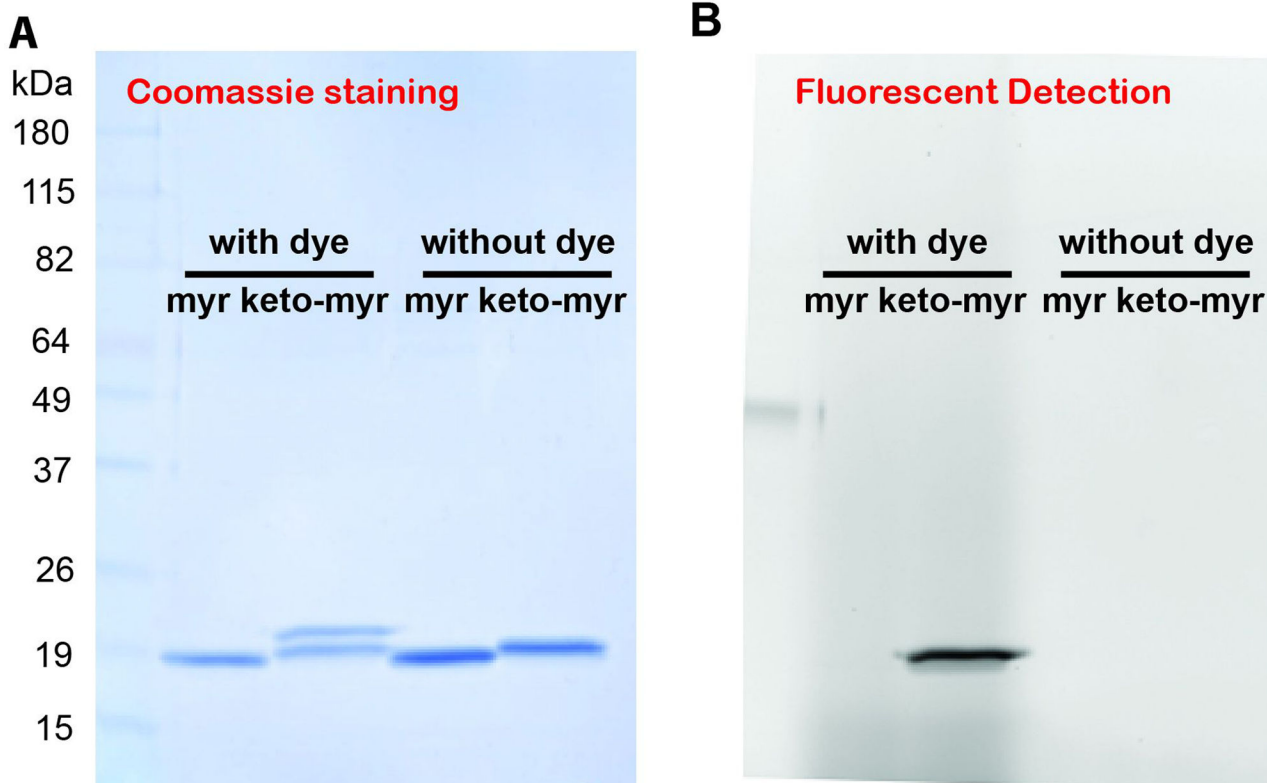 A
kDa
Coomassie staining
180
115
82
with dye without dye
myr keto-myr myr keto-myr
64
49
37
26
19
15
B
Fluorescent Detection
with dye without dye
myr keto-myr myr keto-myr